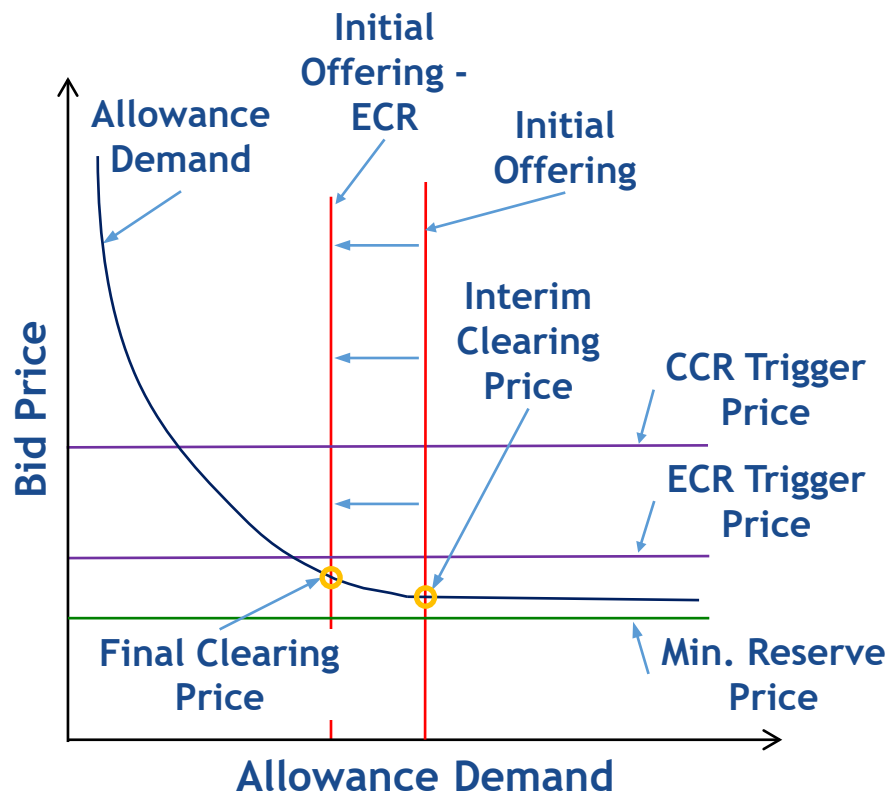 Initial
Offering -
ECR
Allowance
Demand
Initial
Offering
Interim
Clearing
Price
CCR Trigger
Price
ECR Trigger
Price
Bid Price
Final Clearing
Price
Min. Reserve
Price
Allowance Demand